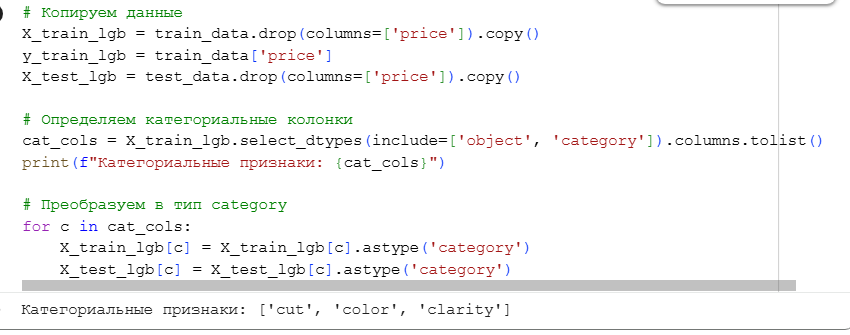 # Копируем данные
X_train_lgb = train_data.drop(columns=['price']).copy()
y_train_lgb = train_data['price']
X_test_lgb = test_data.drop(columns=['price']).copy()
# Определяем категориальные колонки
cat_cols = X_train_lgb.select_dtypes(include=['object', 'category']).columns.tolist()
print(f"Категориальные признаки: {cat_cols}")
# Преобразуем в тип category
for c in cat_cols:
    X_train_lgb[c] = X_train_lgb[c].astype('category')
    X_test_lgb[c] = X_test_lgb[c].astype('category')
Категориальные признаки: ['cut', 'color', 'clarity']